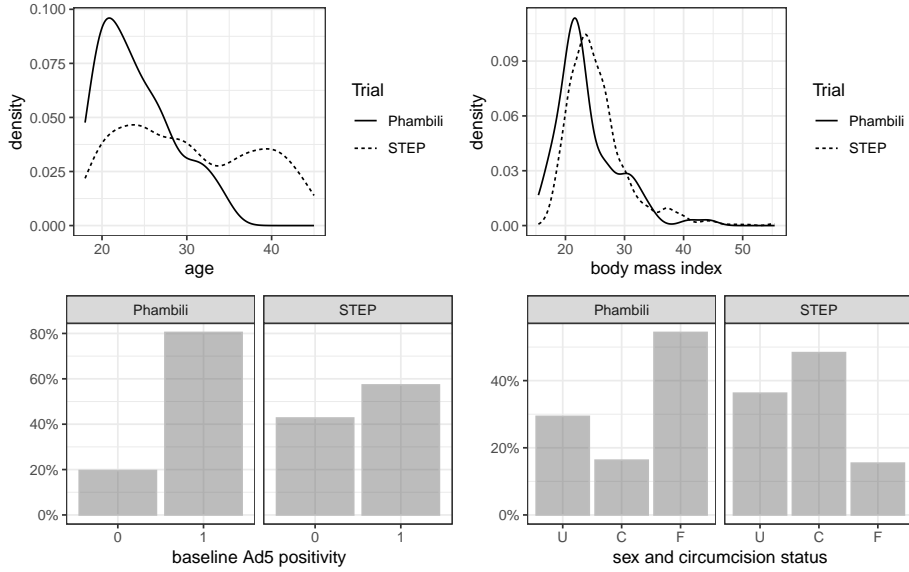 0.100
0.075
0.050
0.025
0.000
density
20
30
40
age
Trial
Phambili
STEP
0.09
0.06
0.03
0.00
density
20
30
40
50
body mass index
Trial
Phambili
STEP
Phambili
STEP
80%
60%
40%
20%
0%
0
1
0
1
baseline Ad5 positivity
Phambili
STEP
40%
20%
0%
U
C
F
U
C
F
sex and circumcision status